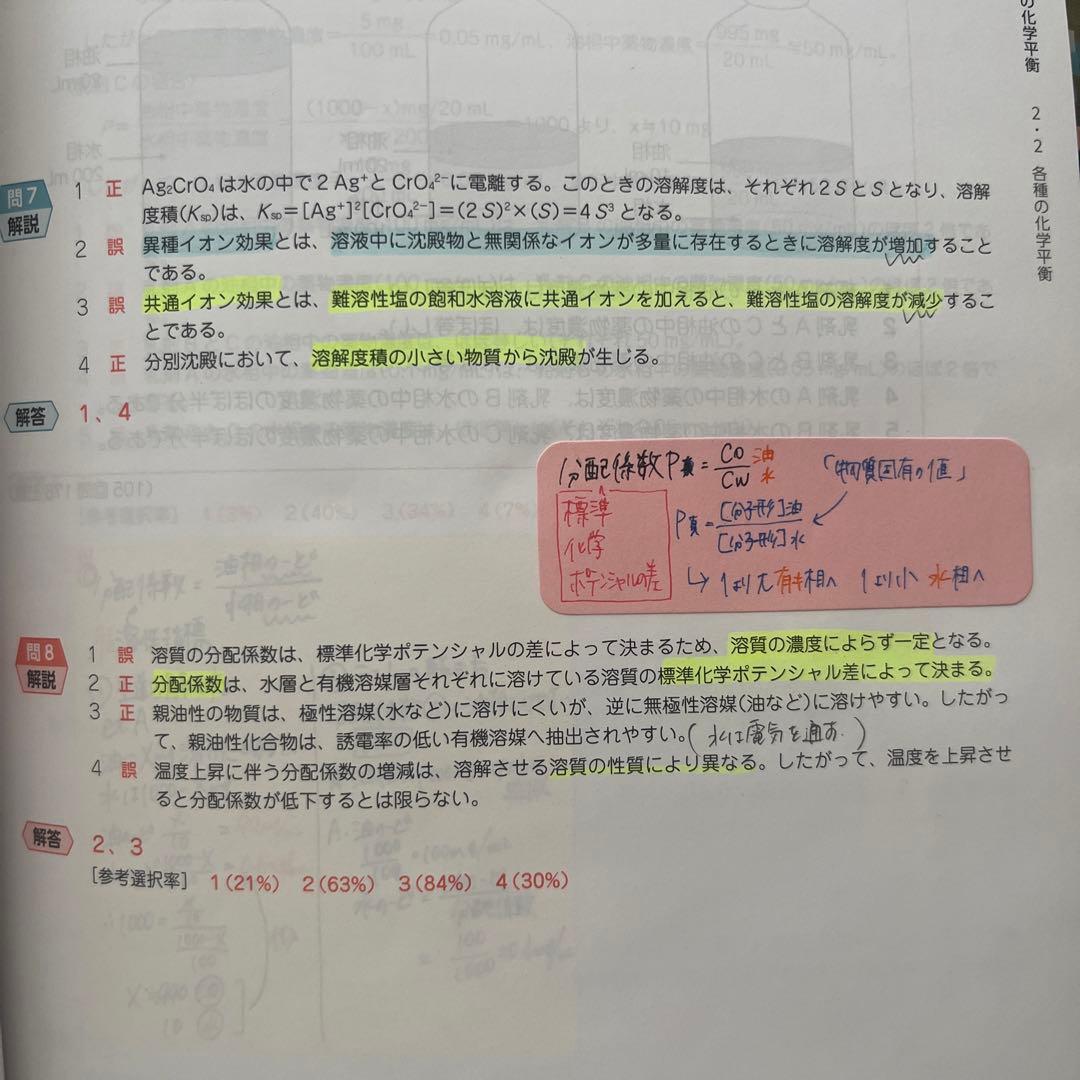 の化学平衡
2・2 各種の化学平衡
問7
解説
1 正 Ag₂CrO₄は水の中で2 Ag⁺とCrO₄²⁻に電離する。このときの溶解度は、それぞれ2SとSとなり、溶解
度積(Ksp)は、Ksp=[Ag⁺]²[CrO₄²⁻]=(2S)²×(S)=4S³となる。
2 誤 異種イオン効果とは、溶液中に沈殿物と無関係なイオンが多量に存在するときに溶解度が増加すること
である。
3 誤 共通イオン効果とは、難溶性塩の飽和水溶液に共通イオンを加えると、難溶性塩の溶解度が減少するこ
とである。
4 正 分別沈殿において、溶解度積の小さい物質から沈殿が生じる。
解答 1、4
分配係数P真=CO/CW 油 水 「物質固有の値」
標準
化学
ポテンシャルの差
P真=[分子形]油/[分子形]水
↳ 1より大 有キ相へ 1より小 水相へ
問8
解説
1 誤 溶質の分配係数は、標準化学ポテンシャルの差によって決まるため、溶質の濃度によらず一定となる。
2 正 分配係数は、水層と有機溶媒層それぞれに溶けている溶質の標準化学ポテンシャル差によって決まる。
3 正 親油性の物質は、極性溶媒(水など)に溶けにくいが、逆に無極性溶媒(油など)に溶けやすい。したがっ
て、親油性化合物は、誘電率の低い有機溶媒へ抽出されやすい。(水は電気を通す。)
4 誤 温度上昇に伴う分配係数の増減は、溶解させる溶質の性質により異なる。したがって、温度を上昇させ
ると分配係数が低下するとは限らない。
解答 2、3
[参考選択率] 1(21%) 2(63%) 3(84%) 4(30%)